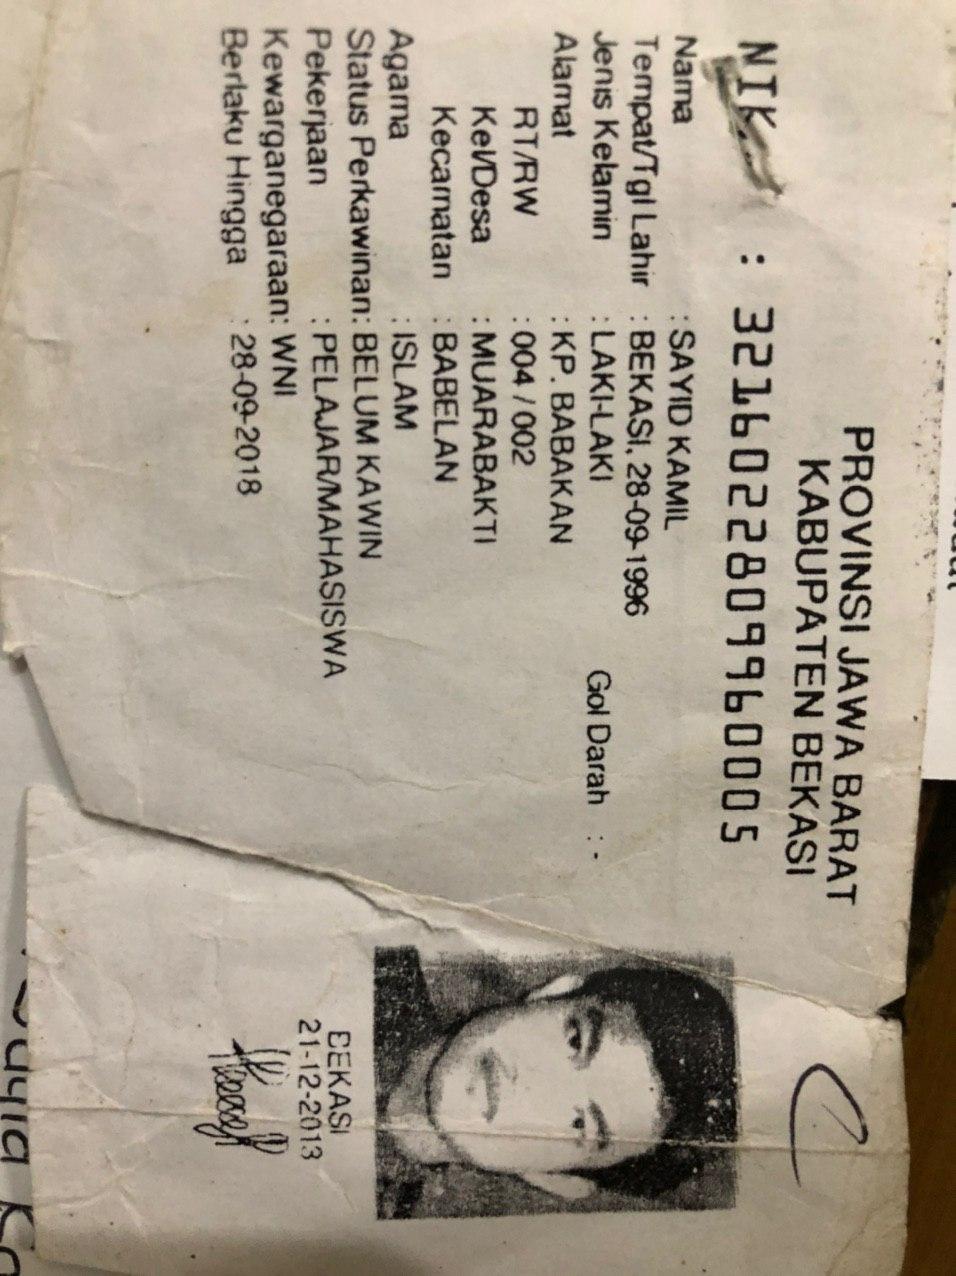 PROVINSI JAWA BARAT
KABUPATEN BEKASI
NIK : 3216022809960005
Nama : SAYID KAMIL
Tempat/Tgl Lahir : BEKASI, 28-09-1996
Jenis Kelamin : LAKI-LAKI Gol Darah : -
Alamat : KP. BABAKAN
RT/RW : 004 / 002
Kel/Desa : MUARABAKTI
Kecamatan : BABELAN
Agama : ISLAM
Status Perkawinan: BELUM KAWIN
Pekerjaan : PELAJAR/MAHASISWA
Kewarganegaraan: WNI
Berlaku Hingga : 28-09-2018
C
BEKASI
21-12-2013